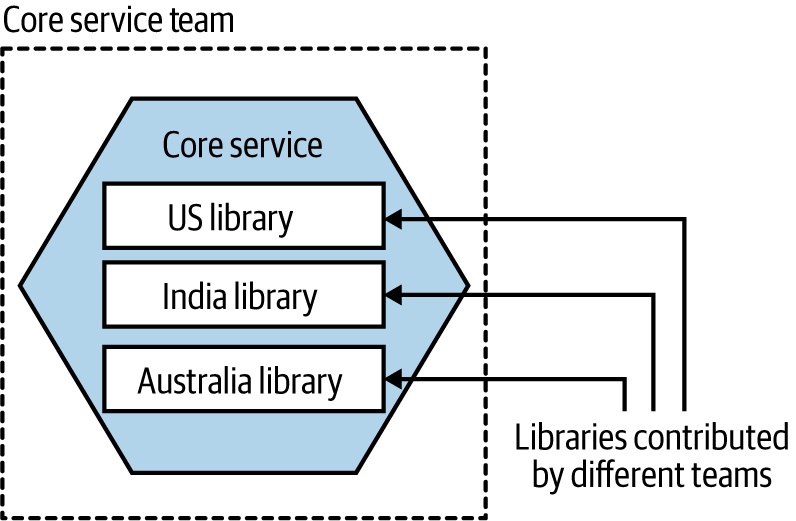 Core service team
Core service
US library
India library
Australia library
Libraries contributed
by different teams